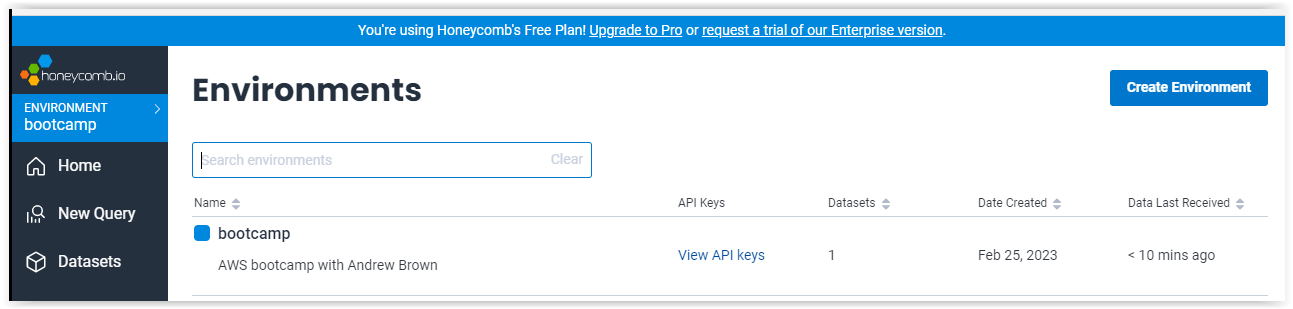 You're using Honeycomb's Free Plan! Upgrade to Pro or request a trial of our Enterprise version.
honeycomb.io
ENVIRONMENT
bootcamp
Home
New Query
Datasets
Environments
Create Environment
Search environments Clear
Name API Keys Datasets Date Created Data Last Received
bootcamp
AWS bootcamp with Andrew Brown
View API keys 1 Feb 25, 2023 < 10 mins ago